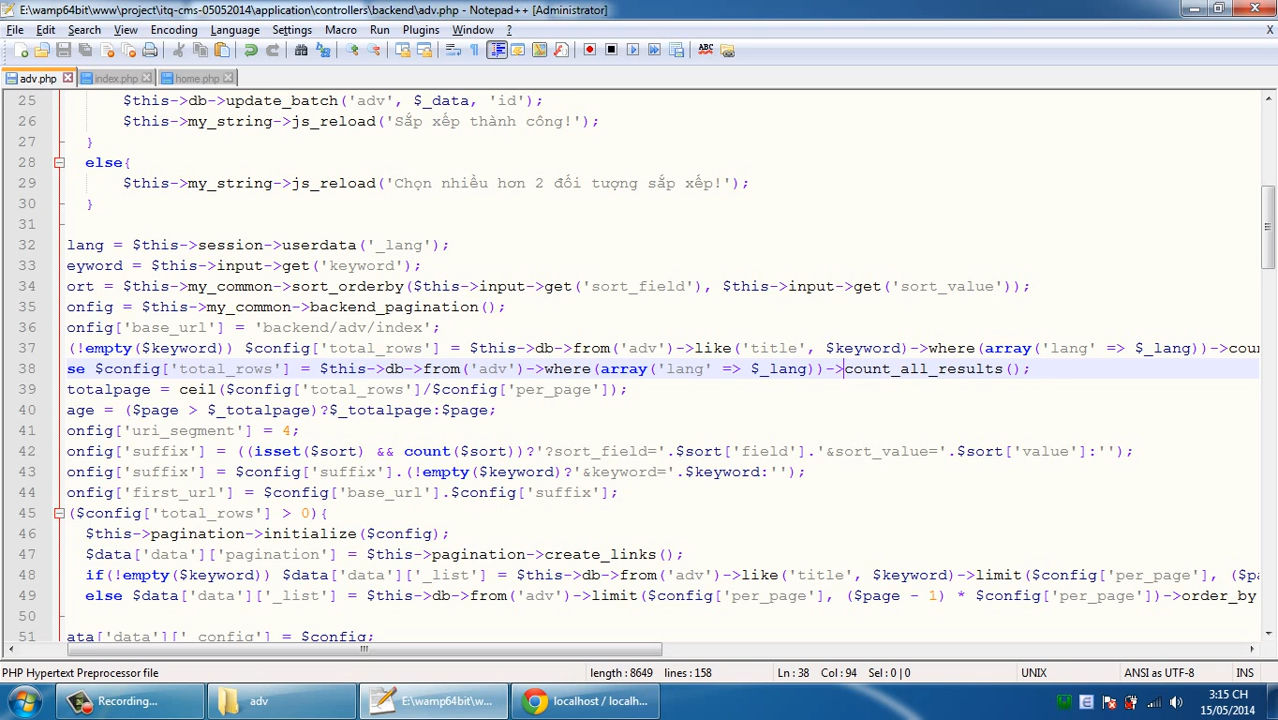 E:\wamp64bit\www\project\itq-cms-05052014\application\controllers\backend\adv.php - Notepad++ [Administrator]
File Edit Search View Encoding Language Settings Macro Run Plugins Window ? X
adv.php index.php home.php
25 $this->db->update_batch('adv', $_data, 'id');
26 $this->my_string->js_reload('Sắp xếp thành công!');
27 }
28 else{
29 $this->my_string->js_reload('Chọn nhiều hơn 2 đối tượng sắp xếp!');
30 }
31
32 lang = $this->session->userdata('_lang');
33 eyword = $this->input->get('keyword');
34 ort = $this->my_common->sort_orderby($this->input->get('sort_field'), $this->input->get('sort_value'));
35 onfig = $this->my_common->backend_pagination();
36 onfig['base_url'] = 'backend/adv/index';
37 (!empty($keyword)) $config['total_rows'] = $this->db->from('adv')->like('title', $keyword)->where(array('lang' => $_lang))->cou
38 se $config['total_rows'] = $this->db->from('adv')->where(array('lang' => $_lang))->count_all_results();
39 totalpage = ceil($config['total_rows']/$config['per_page']);
40 age = ($page > $_totalpage)?$_totalpage:$page;
41 onfig['uri_segment'] = 4;
42 onfig['suffix'] = ((isset($sort) && count($sort))?'?sort_field='.$sort['field'].'&sort_value='.$sort['value']:'');
43 onfig['suffix'] = $config['suffix'].(!empty($keyword)?'&keyword='.$keyword:'');
44 onfig['first_url'] = $config['base_url'].$config['suffix'];
45 ($config['total_rows'] > 0){
46 $this->pagination->initialize($config);
47 $data['data']['pagination'] = $this->pagination->create_links();
48 if(!empty($keyword)) $data['data']['_list'] = $this->db->from('adv')->like('title', $keyword)->limit($config['per_page'], ($pa
49 else $data['data']['_list'] = $this->db->from('adv')->limit($config['per_page'], ($page - 1) * $config['per_page'])->order_by
50
51 ata['data']['_config'] = $config;
PHP Hypertext Preprocessor file length : 8649 lines : 158 Ln : 38 Col : 94 Sel : 0 | 0 UNIX ANSI as UTF-8 INS
Recording... adv E:\wamp64bit\w... localhost / localh... 3:15 CH
15/05/2014